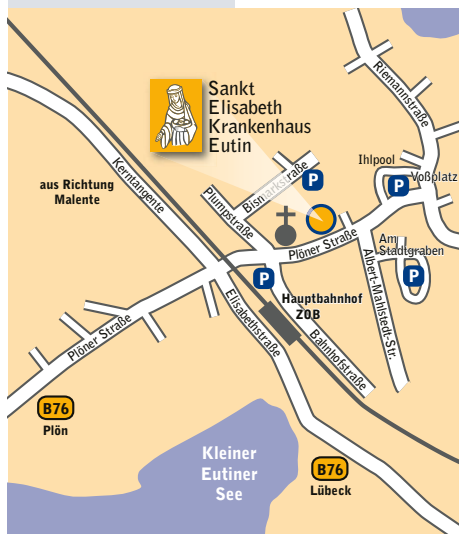 Sankt
Elisabeth
Krankenhaus
Eutin
Riemannstraße
Ihlpool
Voßplatz
P
Bismarkstraße
P
Plumpstraße
Kerntangente
aus Richtung
Malente
Plöner Straße
Am
Stadtgraben
P
Albert-Mahlstedt-Str.
P
Hauptbahnhof
ZOB
Bahnhofstraße
Elisabethstraße
Plöner Straße
B76
Plön
Kleiner
Eutiner
See
B76
Lübeck